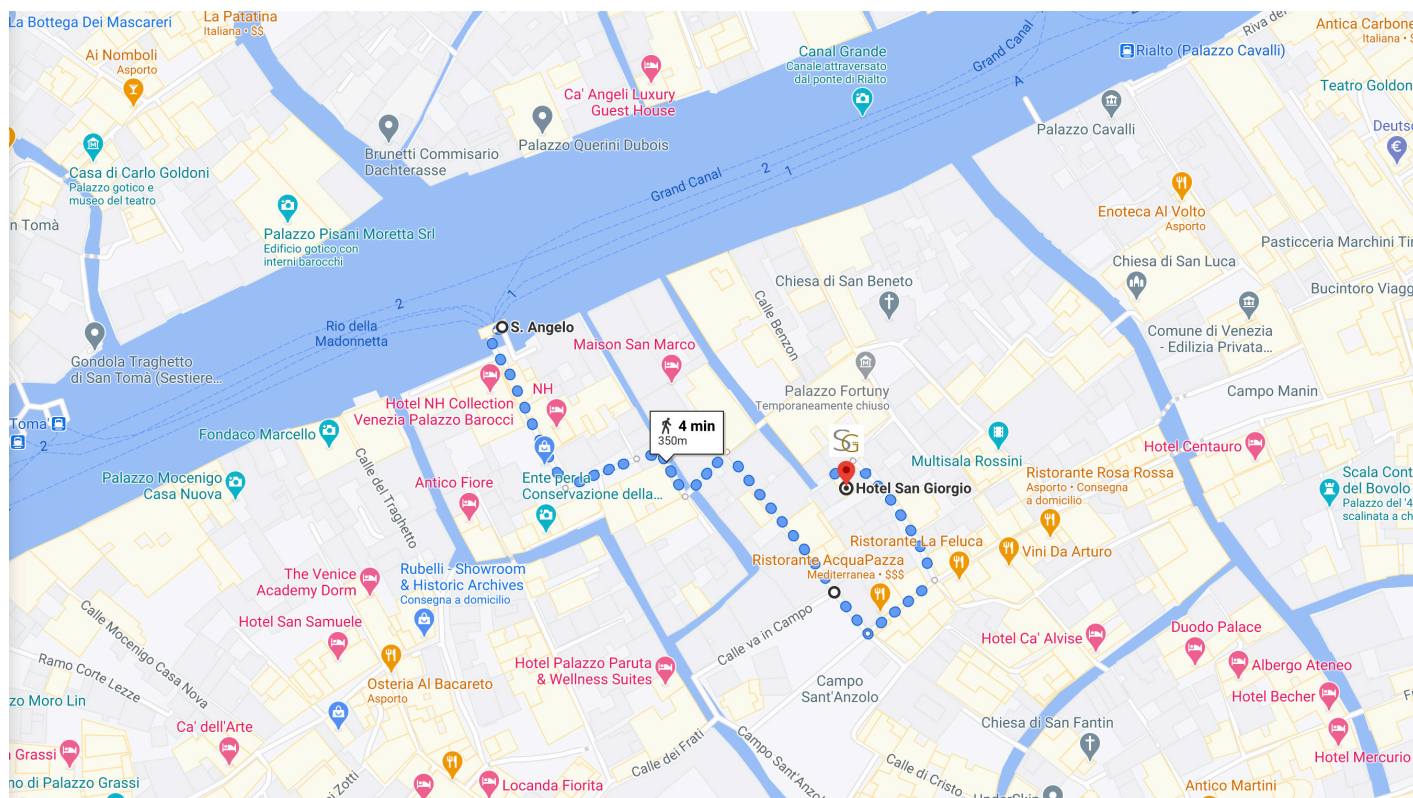 La Bottega Dei Mascareri
La Patatina
Italiana • $$
Ai Nomboli
Asporto
Ca' Angeli Luxury
Guest House
Canal Grande
Canale attraversato
dal ponte di Rialto
Grand Canal
A
Rialto (Palazzo Cavalli)
Riva de
Antica Carbone
Italiana •
Teatro Goldon
Palazzo Cavalli
Deuts
€
Brunetti Commisario
Dachterasse
Palazzo Querini Dubois
Casa di Carlo Goldoni
Palazzo gotico e
museo del teatro
Grand Canal
2
1
Enoteca Al Volto
Asporto
n Tomà
Palazzo Pisani Moretta Srl
Edificio gotico con
interni barocchi
Pasticceria Marchini Ti
Chiesa di San Luca
Chiesa di San Beneto
Bucintoro Viagg
2
1
Calle Benzon
Rio della
Madonnetta
S. Angelo
Comune di Venezia
- Edilizia Privata...
Gondola Traghetto
di San Tomà (Sestiere...
Maison San Marco
Palazzo Fortuny
Temporaneamente chiuso
Campo Manin
NH
Hotel NH Collection
Venezia Palazzo Barocci
Toma'
2
Fondaco Marcello
4 min
350m
SG
Hotel Centauro
Multisala Rossini
Calle del Traghetto
Palazzo Mocenigo
Casa Nuova
Antico Fiore
Ente per la
Conservazione della...
Hotel San Giorgio
Ristorante Rosa Rossa
Asporto • Consegna
a domicilio
Scala Cont
del Bovolo
Palazzo del '4
scalinata a ch
Ristorante La Feluca
Vini Da Arturo
Ristorante AcquaPazza
Mediterranea • $$$
The Venice
Academy Dorm
Rubelli - Showroom
& Historic Archives
Consegna a domicilio
Calle Mocenigo Casa Nova
Hotel San Samuele
Calle va in Campo
Hotel Ca' Alvise
Duodo Palace
Ramo Corte Lezze
Hotel Palazzo Paruta
& Wellness Suites
Albergo Ateneo
Osteria Al Bacareto
Asporto
Campo
Sant'Anzolo
Hotel Becher
zzo Moro Lin
Ca' dell'Arte
Chiesa di San Fantin
Grassi
Calle dei Frati
Campo Sant'Anzolo
Hotel Mercurio
no di Palazzo Grassi
Zotti
Locanda Fiorita
Calle di Cristo
UnderSkin
Antico Martini